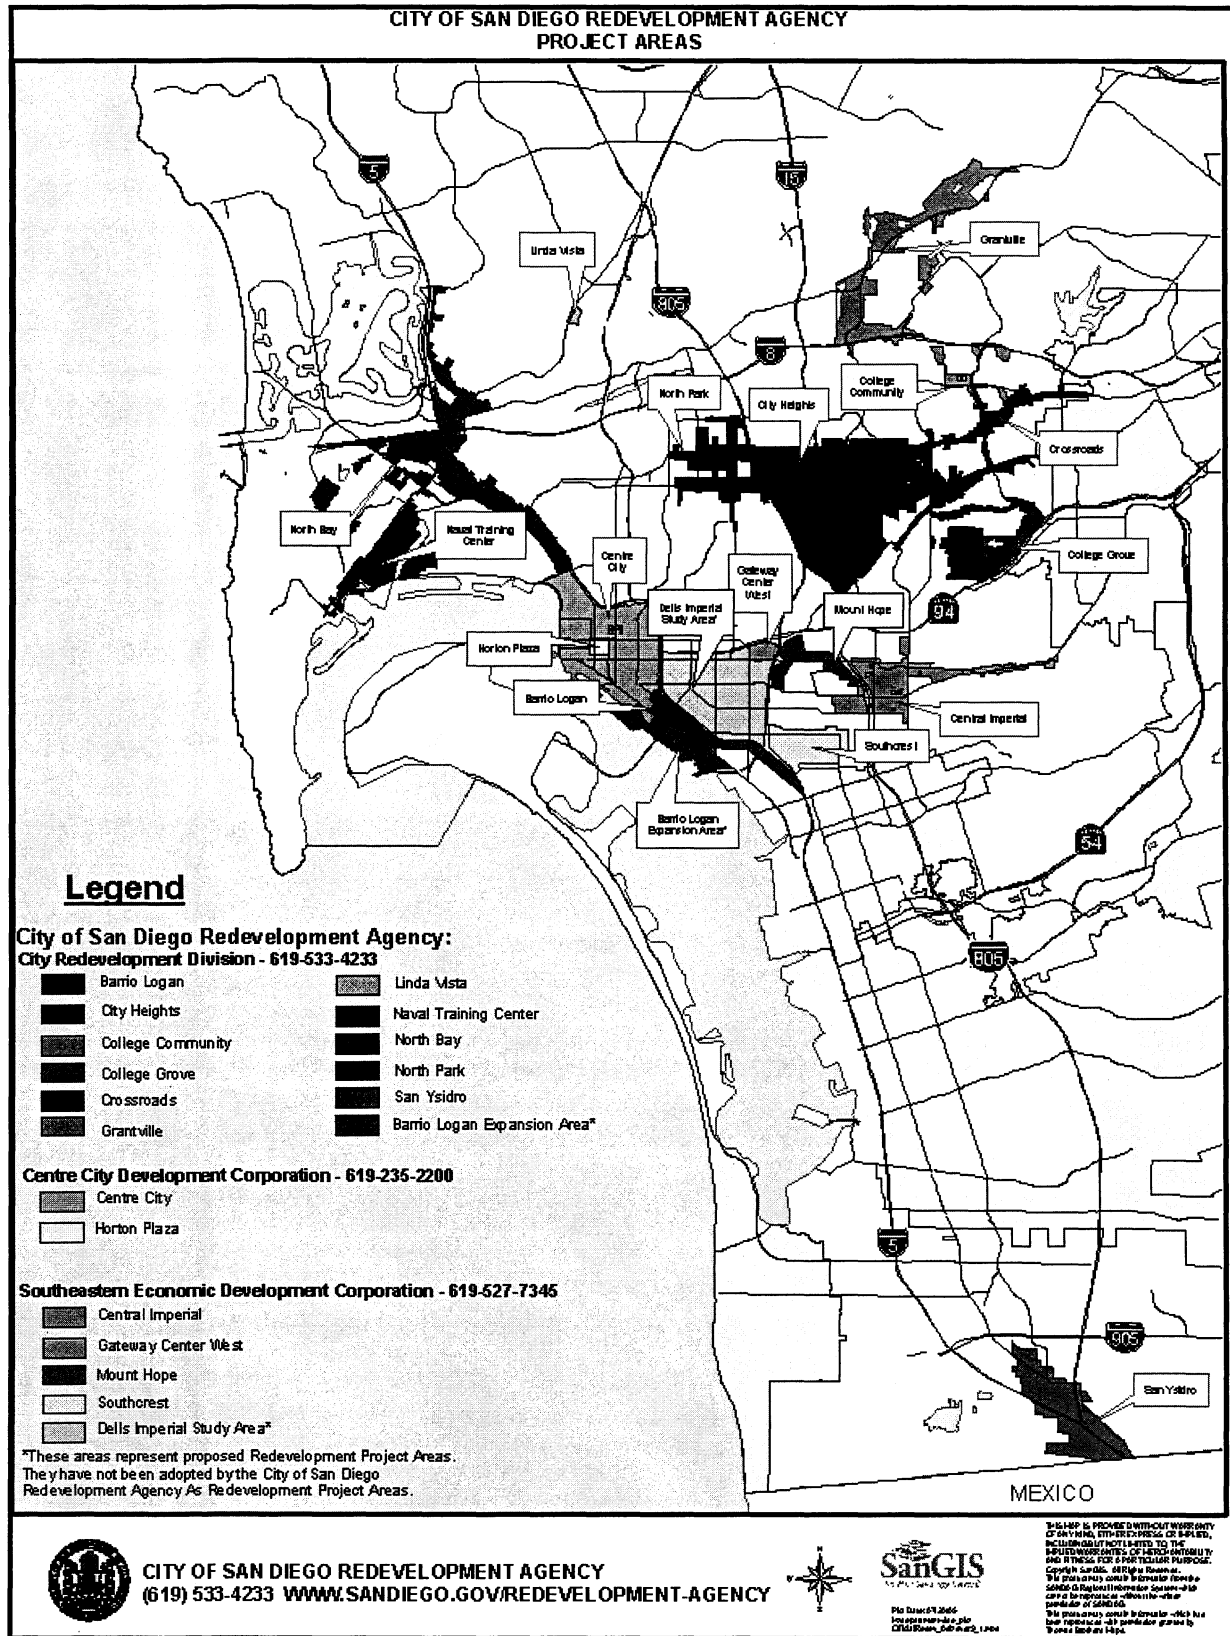 CITY OF SAN DIEGO REDEVELOPMENT AGENCY
PROJECT AREAS
5
15
Linda Vista
Grantville
805
8
North Park
City Heights
College
Community
Crossroads
North Bay
Naval Training
Center
Centre
City
Gateway
Center
West
College Grove
Dells Imperial
Study Area*
Mount Hope
94
Horton Plaza
Barrio Logan
Central Imperial
Southcrest
Barrio Logan
Expansion Area*
54
805
5
905
San Ysidro
MEXICO
Legend
City of San Diego Redevelopment Agency:
City Redevelopment Division - 619-533-4233
Barrio Logan
City Heights
College Community
College Grove
Crossroads
Grantville
Linda Vista
Naval Training Center
North Bay
North Park
San Ysidro
Barrio Logan Expansion Area*
Centre City Development Corporation - 619-235-2200
Centre City
Horton Plaza
Southeastern Economic Development Corporation - 619-527-7345
Central Imperial
Gateway Center West
Mount Hope
Southcrest
Dells Imperial Study Area*
*These areas represent proposed Redevelopment Project Areas.
They have not been adopted by the City of San Diego
Redevelopment Agency As Redevelopment Project Areas.
CITY OF SAN DIEGO REDEVELOPMENT AGENCY
(619) 533-4233 WWW.SANDIEGO.GOV/REDEVELOPMENT-AGENCY
SanGIS